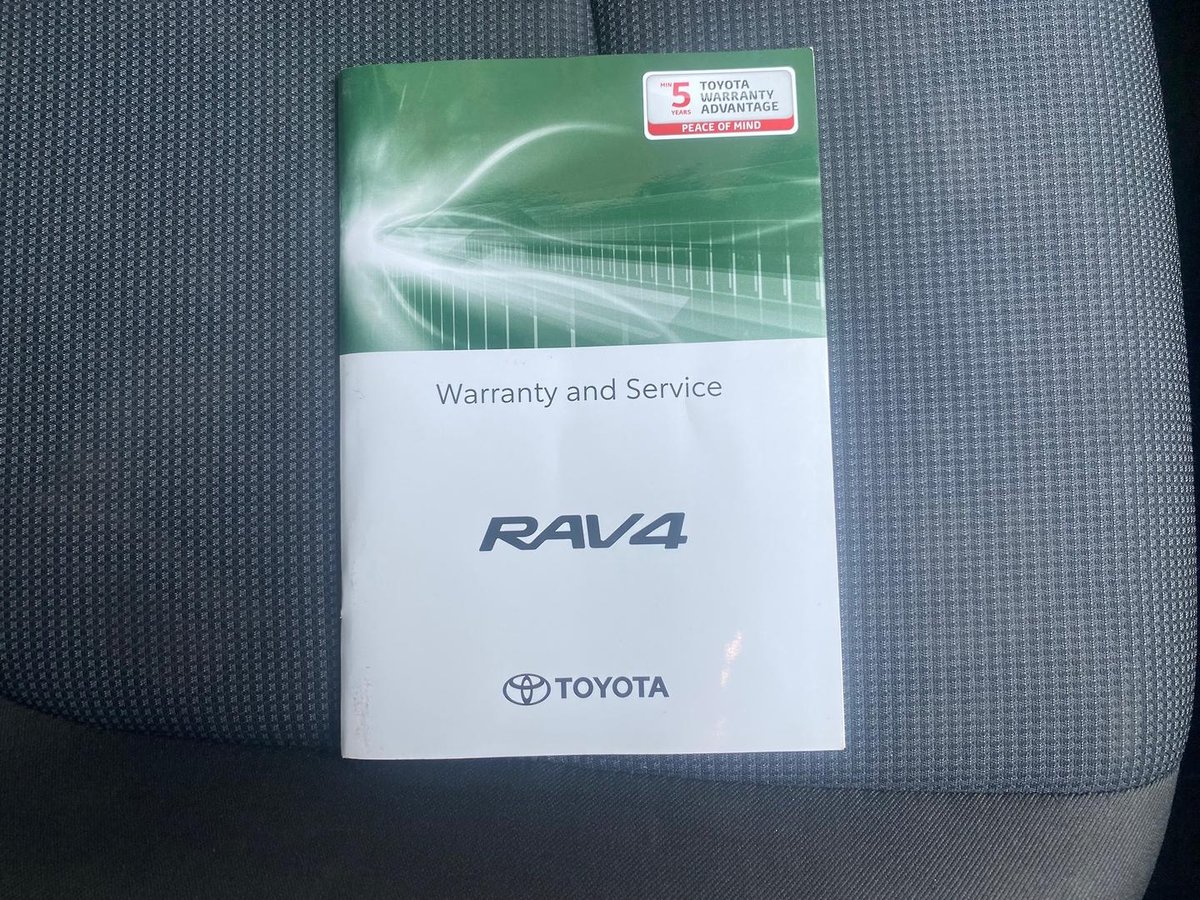 MIN 5 YEARS
TOYOTA
WARRANTY
ADVANTAGE
PEACE OF MIND
Warranty and Service
RAV4
TOYOTA